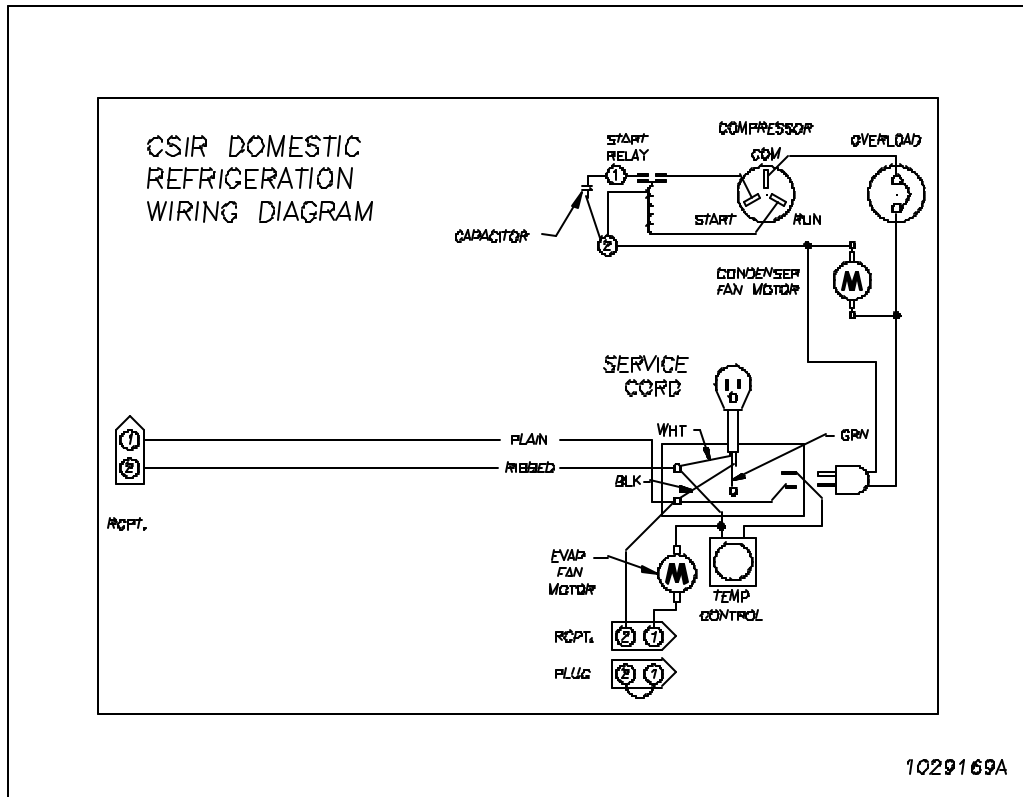 CSIR DOMESTIC
REFRIGERATION
WIRING DIAGRAM
START
RELAY
COMPRESSOR
COM
OVERLOAD
1
START
RUN
CAPACITOR
2
CONDENSER
FAN MOTOR
M
SERVICE
CORD
WHT
GRN
1
PLAIN
2
RIBBED
BLK
RCPT.
EVAP
FAN
MOTOR
M
TEMP
CONTROL
RCPT.
2 1
PLUG
2 1
1029169A